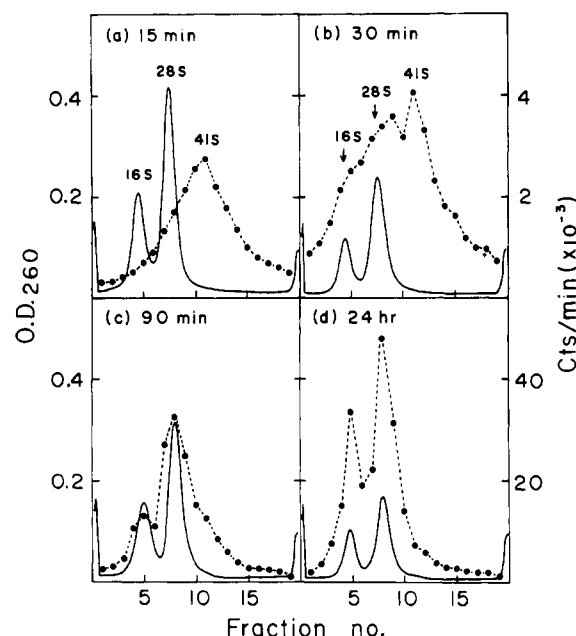 (a) 15 min
(b) 30 min
28S
41S
16S
41S
28S
16S
0.4
0.2
4
2
(c) 90 min
(d) 24 hr
0.4
0.2
40
20
5
10
15
5
10
15
Fraction no.
O.D.260
Cts/min (x10⁻³)